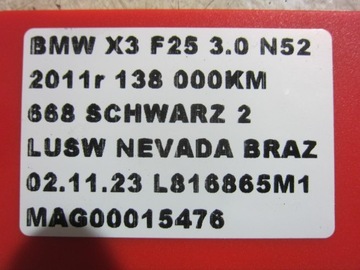 BMW X3 F25 3.0 N52
2011r 138 000KM
668 SCHWARZ 2
LUSW NEVADA BRAZ
02.11.23 L816865M1
MAG00015476